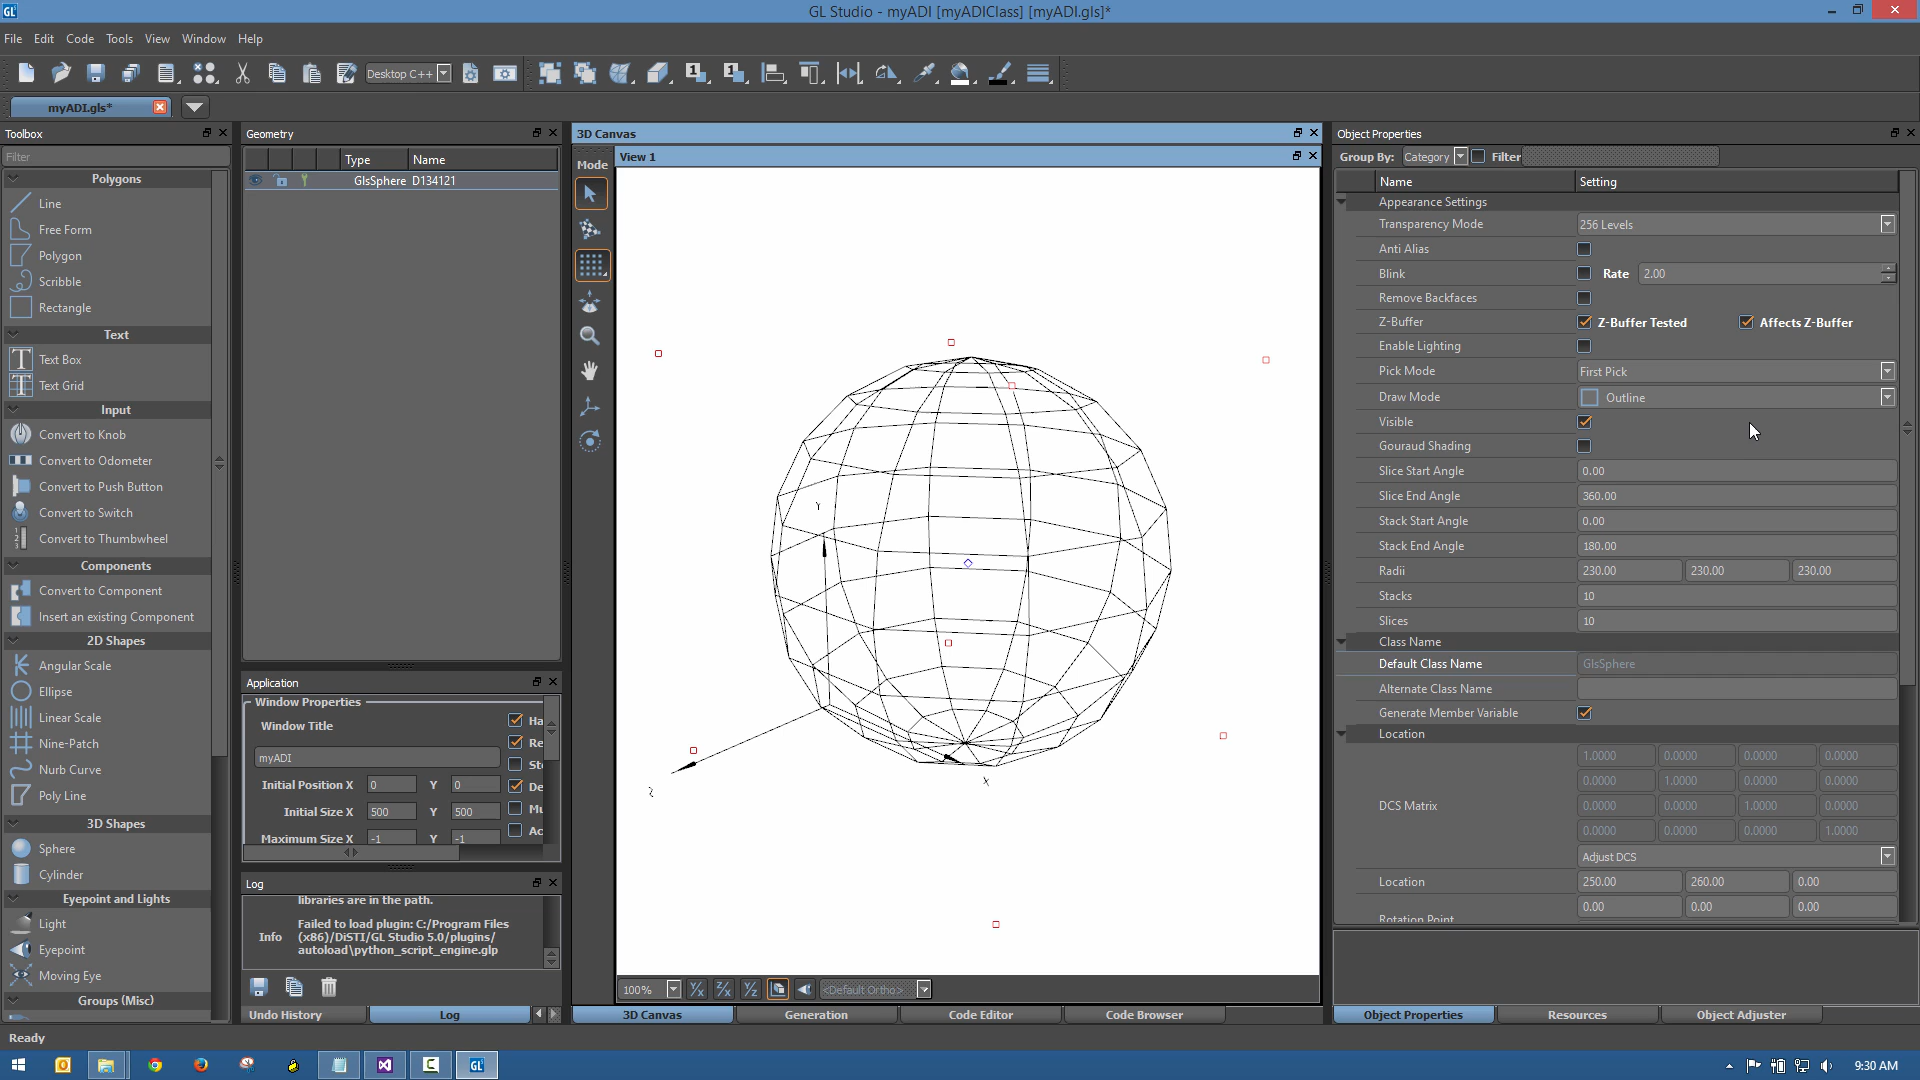 GL Studio - myADI [myADIClass] [myADI.gls]*
File Edit Code Tools View Window Help
Desktop C++
myADI.gls*
Toolbox
Filter
Polygons
Line
Free Form
Polygon
Scribble
Rectangle
Text
Text Box
Text Grid
Input
Convert to Knob
Convert to Odometer
Convert to Push Button
Convert to Switch
Convert to Thumbwheel
Components
Convert to Component
Insert an existing Component
2D Shapes
Angular Scale
Ellipse
Linear Scale
Nine-Patch
Nurb Curve
Poly Line
3D Shapes
Sphere
Cylinder
Eyepoint and Lights
Light
Eyepoint
Moving Eye
Groups (Misc)
Geometry
Type Name
GlsSphere D134121
Application
Window Properties
Window Title
Ha
Re
myADI
St
Initial Position X 0 Y 0
De
Initial Size X 500 Y 500
Mu
Maximum Size X -1 Y -1
Ac
Log
libraries are in the path.
Info Failed to load plugin: C:/Program Files
(x86)/DiSTI/GL Studio 5.0/plugins/
autoload\python_script_engine.glp
Undo History Log
3D Canvas
Mode
View 1
Y
Z
X
100% Y/X Z/X Y/Z <Default Ortho>
3D Canvas Generation Code Editor Code Browser
Object Properties
Group By: Category Filter
Name Setting
Appearance Settings
Transparency Mode 256 Levels
Anti Alias
Blink Rate 2.00
Remove Backfaces
Z-Buffer Z-Buffer Tested Affects Z-Buffer
Enable Lighting
Pick Mode First Pick
Draw Mode Outline
Visible
Gouraud Shading
Slice Start Angle 0.00
Slice End Angle 360.00
Stack Start Angle 0.00
Stack End Angle 180.00
Radii 230.00 230.00 230.00
Stacks 10
Slices 10
Class Name
Default Class Name GlsSphere
Alternate Class Name
Generate Member Variable
Location
1.0000 0.0000 0.0000 0.0000
0.0000 1.0000 0.0000 0.0000
DCS Matrix 0.0000 0.0000 1.0000 0.0000
0.0000 0.0000 0.0000 1.0000
Adjust DCS
Location 250.00 260.00 0.00
Rotation Point 0.00 0.00 0.00
Object Properties Resources Object Adjuster
Ready
9:30 AM